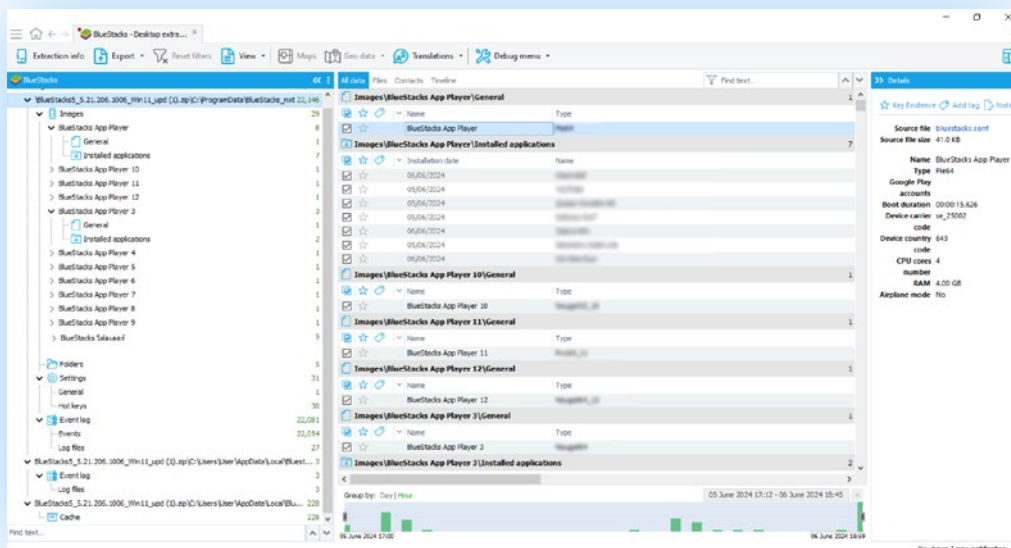 BlueStacks - Desktop extra...
Extraction info Export Reset filters View Maps Geo data Translations Debug menu
BlueStacks
\BlueStacks5_5.21.206.1006_Win11_upd (1).zip\C:\ProgramData\BlueStacks_nxt 22,146
Images 29
BlueStacks App Player 8
General 1
Installed applications 7
BlueStacks App Player 10 1
BlueStacks App Player 11 1
BlueStacks App Player 12 1
BlueStacks App Player 3 3
General 1
Installed applications 2
BlueStacks App Player 4 1
BlueStacks App Player 5 1
BlueStacks App Player 6 1
BlueStacks App Player 7 1
BlueStacks App Player 8 1
BlueStacks App Player 9 1
BlueStacks 5
Folders 5
Settings 31
General 1
Hot keys 30
Event log 22,081
Events 22,054
Log files 27
BlueStacks5_5.21.206.1006_Win11_upd (1).zip\C:\Users\User\AppData\Local\Bluest... 3
Event log 3
Log files 3
BlueStacks5_5.21.206.1006_Win11_upd (1).zip\C:\Users\User\AppData\Local\Blu... 228
Cache 228
Find text...
All data Files Contacts Timeline Find text...
Images\BlueStacks App Player\General 1
Name Type
BlueStacks App Player
Images\BlueStacks App Player\Installed applications 7
Installation date Name
06/06/2024
05/06/2024
05/06/2024
05/06/2024
06/06/2024
05/06/2024
06/06/2024
Images\BlueStacks App Player 10\General 1
Name Type
BlueStacks App Player 10
Images\BlueStacks App Player 11\General 1
Name Type
BlueStacks App Player 11
Images\BlueStacks App Player 12\General 1
Name Type
BlueStacks App Player 12
Images\BlueStacks App Player 3\General 1
Name Type
BlueStacks App Player 3
Images\BlueStacks App Player 3\Installed applications 2
Group by: Day | Hour 05 June 2024 17:12 - 06 June 2024 18:45
05 June 2024 17:00 06 June 2024 18:59
Details
Key Evidence Add tag Note
Source file bluestacks.conf
Source file size 41.0 KB
Name BlueStacks App Player
Type Pie64
Google Play
accounts
Boot duration 00:00:15.626
Device carrier se_25002
code
Device country 643
code
CPU cores 4
number
RAM 4.00 GB
Airplane mode No